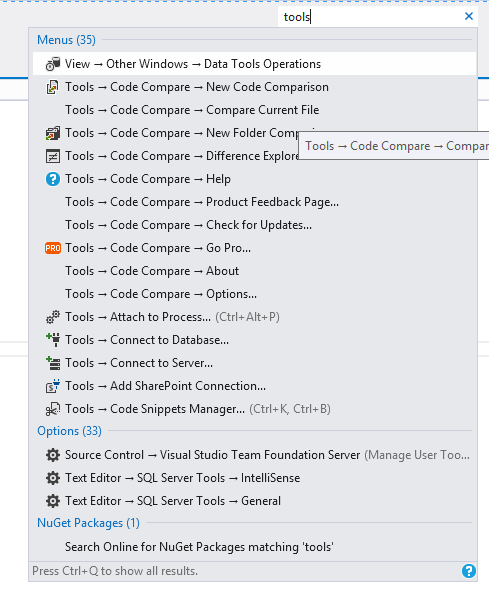 tools
Menus (35)
View → Other Windows → Data Tools Operations
Tools → Code Compare → New Code Comparison
Tools → Code Compare → Compare Current File
Tools → Code Compare → New Folder
Tools → Code Compare → Compar
Tools → Code Compare → Difference
Tools → Code Compare → Help
Tools → Code Compare → Product Feedback Page...
Tools → Code Compare → Check for Updates...
PRO Tools → Code Compare → Go Pro...
Tools → Code Compare → About
Tools → Code Compare → Options...
Tools → Attach to Process... (Ctrl+Alt+P)
Tools → Connect to Database...
Tools → Connect to Server...
Tools → Add SharePoint Connection...
Tools → Code Snippets Manager... (Ctrl+K, Ctrl+B)
Options (33)
Source Control → Visual Studio Team Foundation Server (Manage User Too...
Text Editor → SQL Server Tools → IntelliSense
Text Editor → SQL Server Tools → General
NuGet Packages (1)
Search Online for NuGet Packages matching 'tools'
Press Ctrl+Q to show all results.